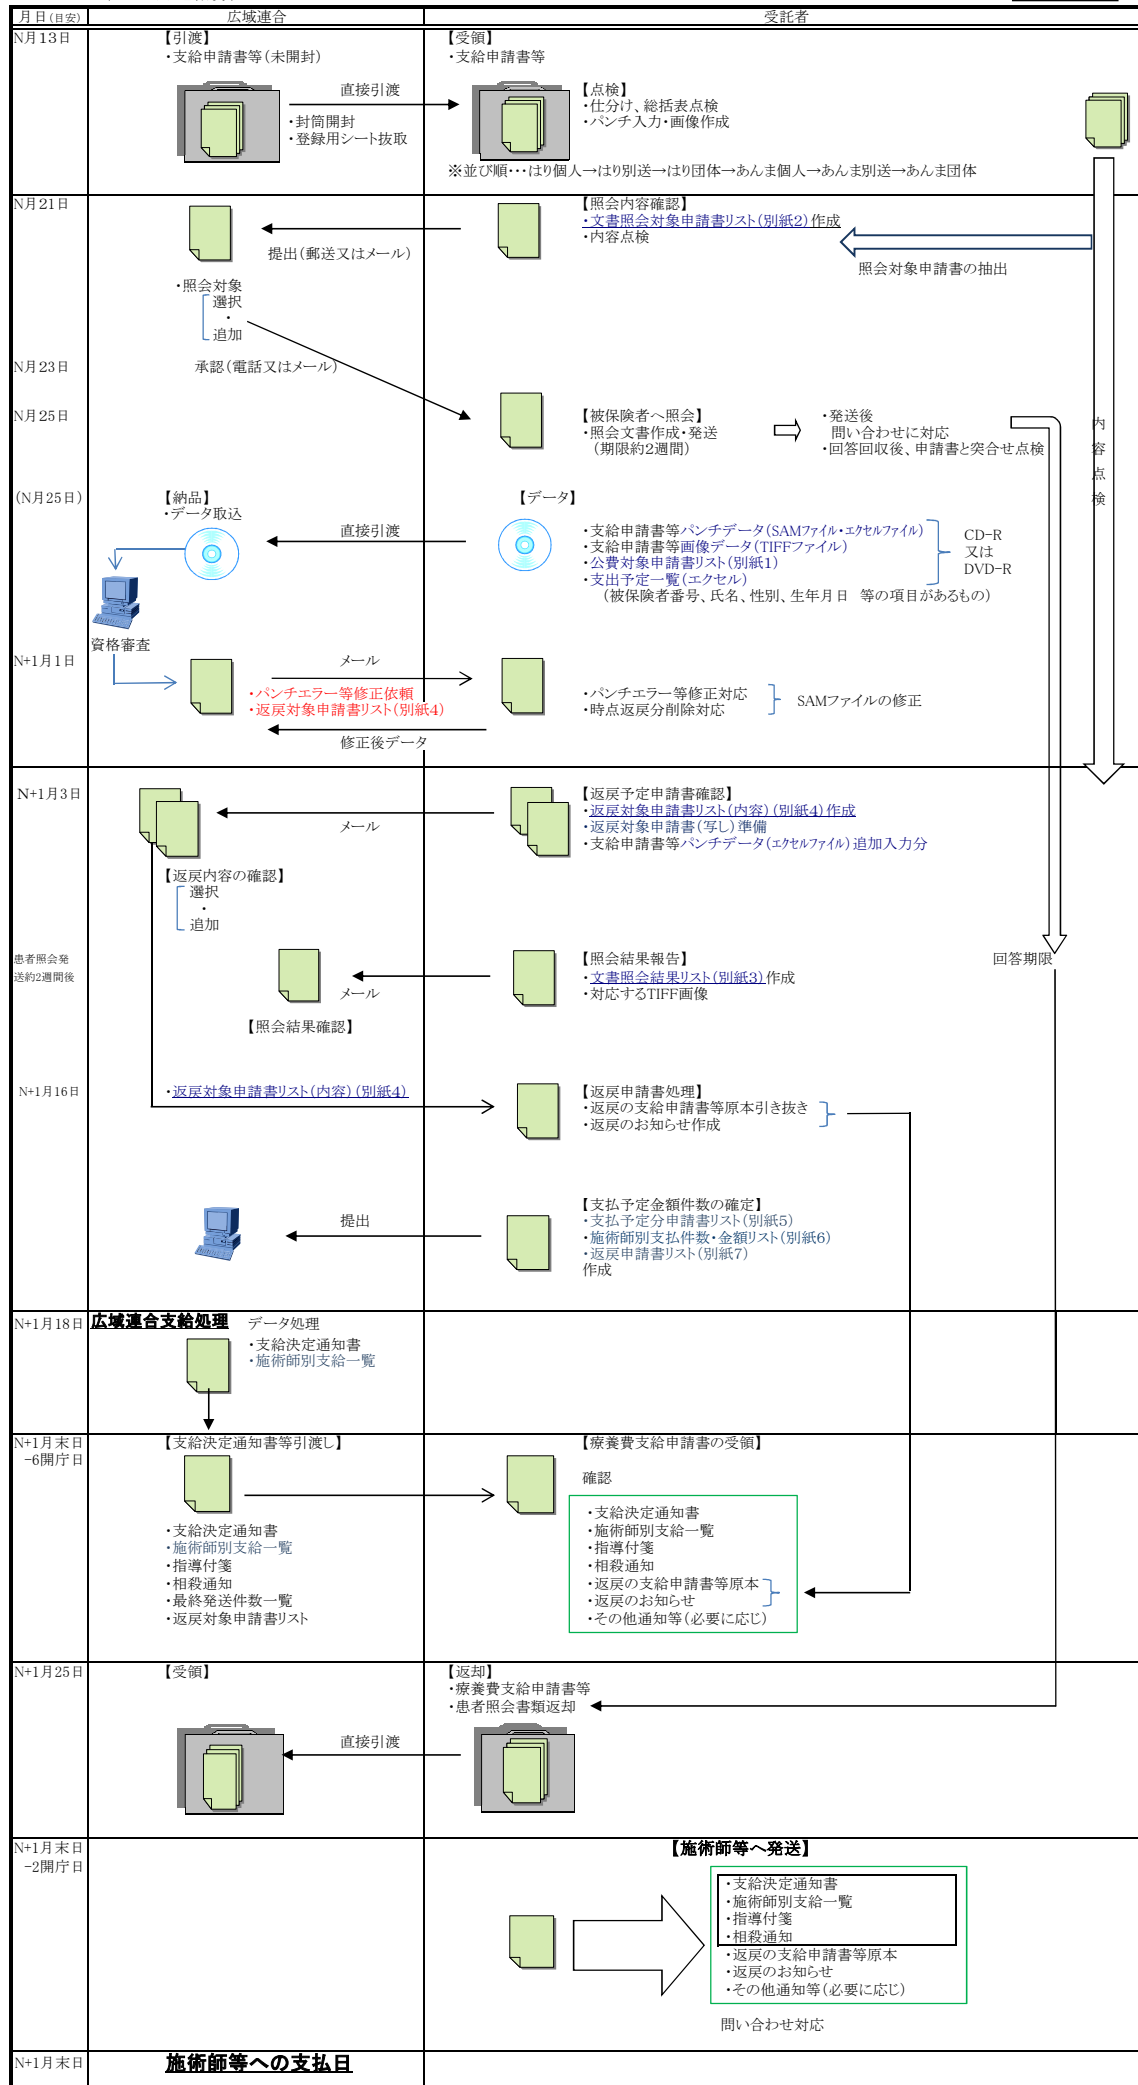 月日(目安)　広域連合　受託者
N月13日　【引渡】　【受領】
・支給申請書等(未開封)　・支給申請書等
直接引渡　【点検】
・仕分け、総括表点検
・封筒開封　・パンチ入力・画像作成
・登録用シート抜取
※並び順・・・はり個人→はり別送→はり団体→あんま個人→あんま別送→あんま団体
N月21日　【照会内容確認】
・文書照会対象申請書リスト(別紙2)作成
・内容点検
提出(郵送又はメール)
照会対象申請書の抽出
・照会対象
選択
・
追加
N月23日　承認(電話又はメール)
N月25日　【被保険者へ照会】　・発送後
・照会文書作成・発送　問い合わせに対応
(期限約2週間)　・回答回収後、申請書と突合せ点検
内容点検
(N月25日)　【納品】　【データ】
・データ取込
直接引渡　・支給申請書等パンチデータ(SAMファイル・エクセルファイル)
・支給申請書等画像データ(TIFFファイル)
・公費対象申請書リスト(別紙1)
・支出予定一覧(エクセル)
(被保険者番号、氏名、性別、生年月日　等の項目があるもの)
CD-R
又は
DVD-R
資格審査
N+1月1日　メール
・パンチエラー等修正依頼　・パンチエラー等修正対応
・返戻対象申請書リスト(別紙4)　・時点返戻分削除対応
SAMファイルの修正
修正後データ
N+1月3日　【返戻予定申請書確認】
・返戻対象申請書リスト(内容)(別紙4)作成
メール　・返戻対象申請書(写し)準備
・支給申請書等パンチデータ(エクセルファイル)追加入力分
【返戻内容の確認】
選択
・
追加
患者照会発
送約2週間後
【照会結果報告】　回答期限
・文書照会結果リスト(別紙3)作成
メール　・対応するTIFF画像
【照会結果確認】
N+1月16日　・返戻対象申請書リスト(内容)(別紙4)　【返戻申請書処理】
・返戻の支給申請書等原本引き抜き
・返戻のお知らせ作成
【支払予定金額件数の確定】
提出　・支払予定分申請書リスト(別紙5)
・施術師別支払件数・金額リスト(別紙6)
・返戻申請書リスト(別紙7)
作成
N+1月18日　広域連合支給処理　データ処理
・支給決定通知書
・施術師別支給一覧
N+1月末日　【支給決定通知書等引渡し】　【療養費支給申請書の受領】
-6開庁日
確認
・支給決定通知書
・施術師別支給一覧
・指導付箋
・相殺通知
・最終発送件数一覧
・返戻対象申請書リスト
・支給決定通知書
・施術師別支給一覧
・指導付箋
・相殺通知
・返戻の支給申請書等原本
・返戻のお知らせ
・その他通知等(必要に応じ)
N+1月25日　【受領】　【返却】
・療養費支給申請書等
・患者照会書類返却
直接引渡
N+1月末日　【施術師等へ発送】
-2開庁日
・支給決定通知書
・施術師別支給一覧
・指導付箋
・相殺通知
・返戻の支給申請書等原本
・返戻のお知らせ
・その他通知等(必要に応じ)
問い合わせ対応
N+1月末日　施術師等への支払日